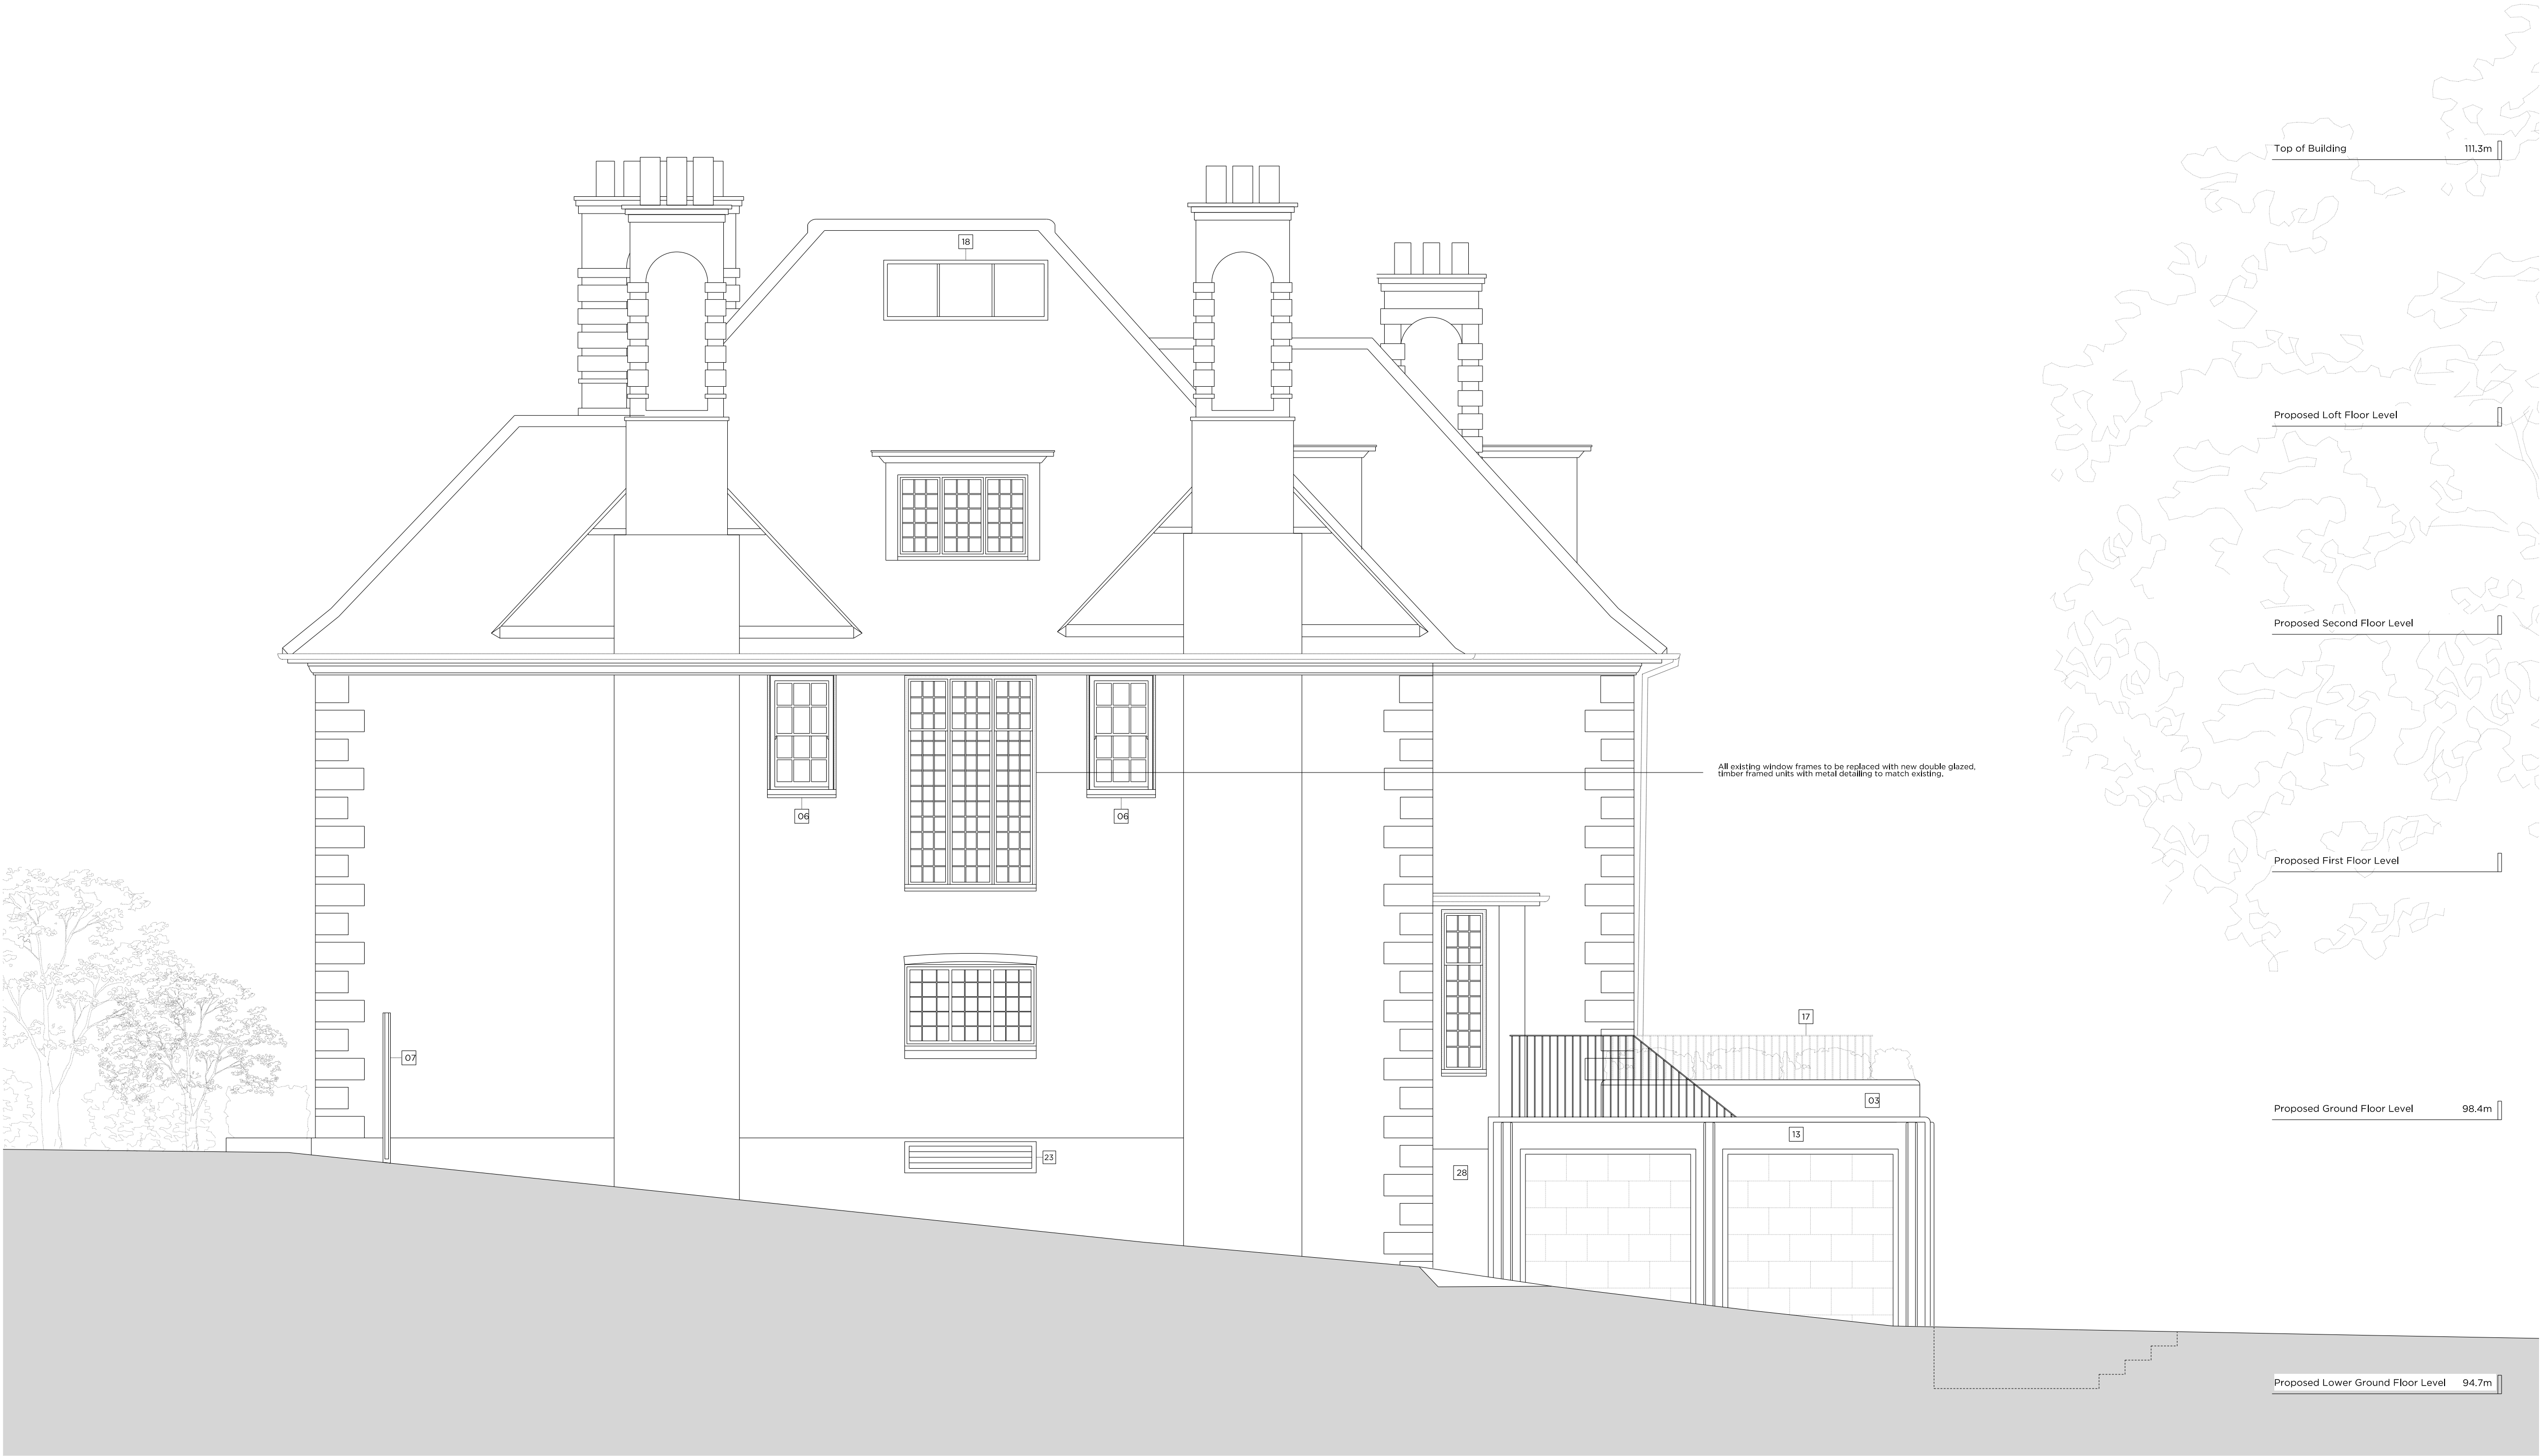 Top of Building 111.3m
18
Proposed Loft Floor Level
Proposed Second Floor Level
All existing window frames to be replaced with new double glazed,
timber framed units with metal detailing to match existing.
06
06
Proposed First Floor Level
17
07
03
Proposed Ground Floor Level 98.4m
13
23
28
Proposed Lower Ground Floor Level 94.7m